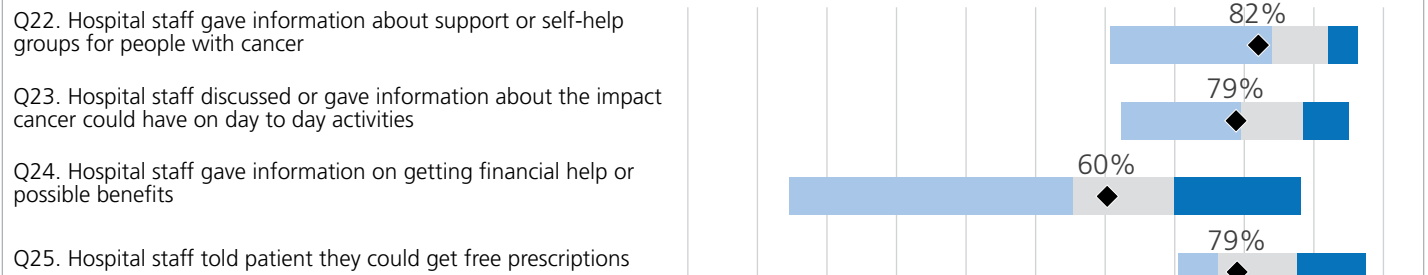 Q22. Hospital staff gave information about support or self-help
groups for people with cancer
82%
Q23. Hospital staff discussed or gave information about the impact
cancer could have on day to day activities
79%
Q24. Hospital staff gave information on getting financial help or
possible benefits
60%
Q25. Hospital staff told patient they could get free prescriptions
79%